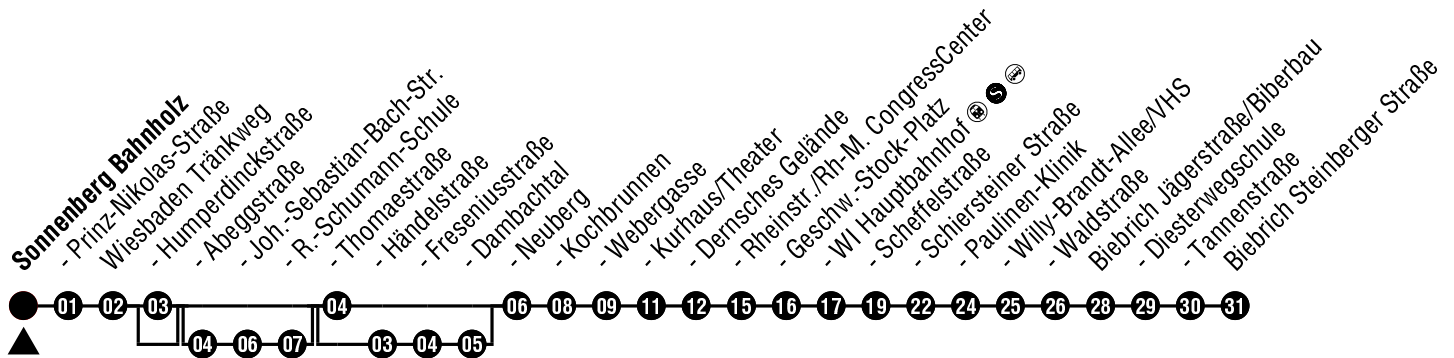 Sonnenberg Bahnholz
- Prinz-Nikolas-Straße
Wiesbaden Tränkweg
- Humperdinckstraße
- Abeggstraße
- Joh.-Sebastian-Bach-Str.
- R.-Schumann-Schule
- Thomaestraße
- Händelstraße
- Freseniusstraße
- Dambachtal
- Neuberg
- Kochbrunnen
- Webergasse
- Kurhaus/Theater
- Dernsches Gelände
- Rheinstr./Rh-M. CongressCenter
- Geschw.-Stock-Platz
- WI Hauptbahnhof S
- Scheffelstraße
- Schiersteiner Straße
- Paulinen-Klinik
- Willy-Brandt-Allee/VHS
- Waldstraße
Biebrich Jägerstraße/Biberbau
- Diesterwegschule
- Tannenstraße
Biebrich Steinberger Straße
01 02 03 04 06 08 09 11 12 15 16 17 19 22 24 25 26 28 29 30 31
04 06 07 03 04 05